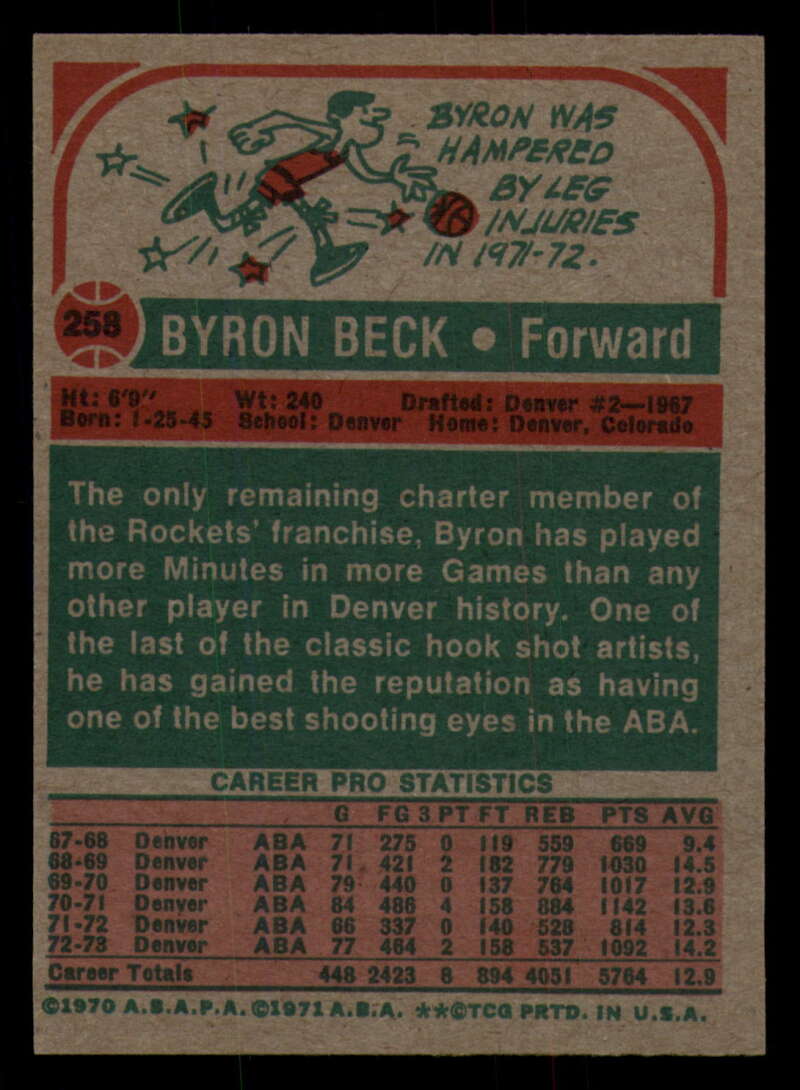 BYRON WAS
HAMPERED
BY LEG
INJURIES
IN 1971-72.
258
BYRON BECK • Forward
Ht: 6'9" Wt: 240 Drafted: Denver #2—1967
Born: 1-25-45 School: Denver Home: Denver, Colorado
The only remaining charter member of
the Rockets' franchise, Byron has played
more Minutes in more Games than any
other player in Denver history. One of
the last of the classic hook shot artists,
he has gained the reputation as having
one of the best shooting eyes in the ABA.
CAREER PRO STATISTICS
G FG 3 PT FT REB PTS AVG
67-68 Denver ABA 71 275 0 119 559 669 9.4
68-69 Denver ABA 71 421 2 182 779 1030 14.5
69-70 Denver ABA 79 440 0 137 764 1017 12.9
70-71 Denver ABA 84 486 4 158 884 1142 13.6
71-72 Denver ABA 66 337 0 140 528 814 12.3
72-73 Denver ABA 77 464 2 158 537 1092 14.2
Career Totals 448 2423 8 894 4051 5764 12.9
©1970 A.B.A.P.A. ©1971 A.B.A. **©TCG PRTD. IN U.S.A.